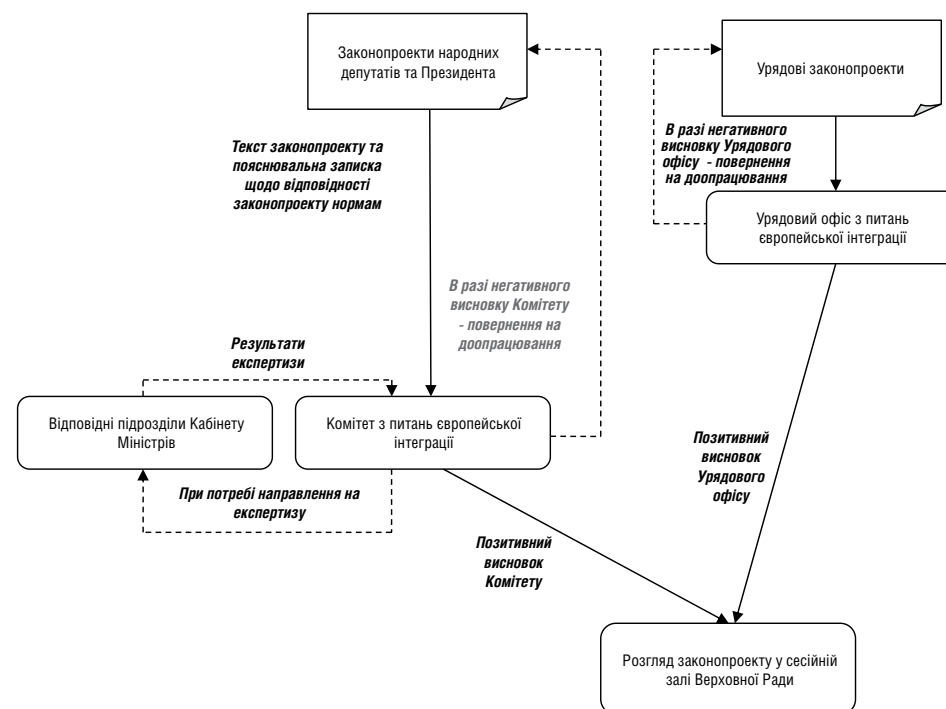 Законопроекти народних
депутатів та Президента
Урядові законопроекти
В разі негативного
висновку Урядового
офісу - повернення
на доопрацювання
Текст законопроекту та
пояснювальна записка
щодо відповідності
законопроекту нормам
Урядовий офіс з питань
європейської інтеграції
В разі негативного
висновку Комітету
- повернення на
доопрацювання
Результати
експертизи
Відповідні підрозділи Кабінету
Міністрів
Комітет з питань європейської
інтеграції
Позитивний
висновок
Урядового
офісу
При потребі направлення на
експертизу
Позитивний
висновок
Комітету
Розгляд законопроекту у сесійній
залі Верховної Ради